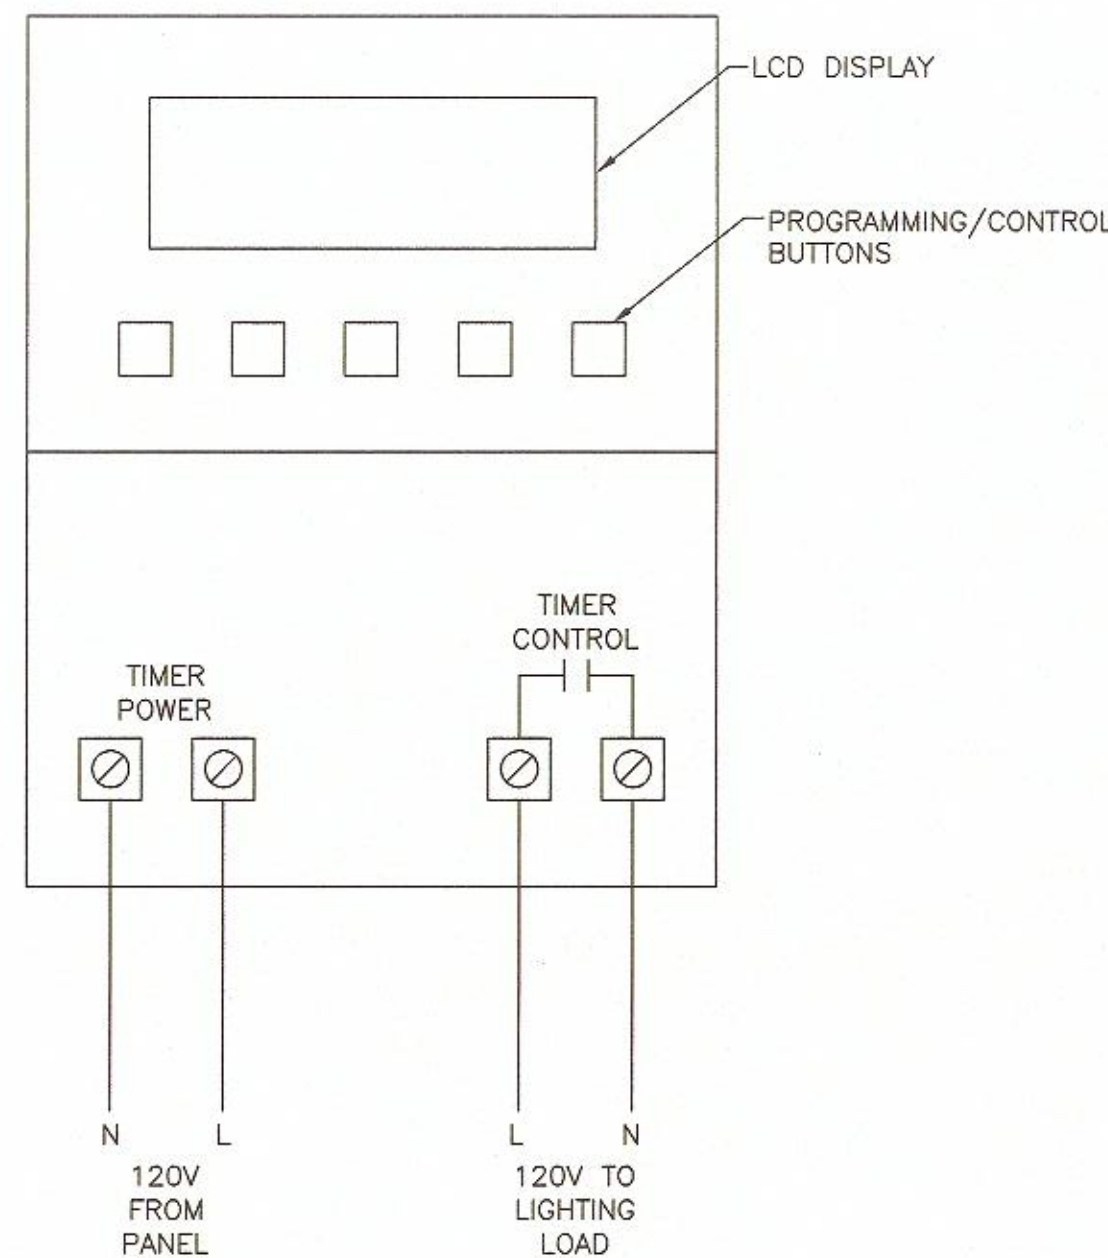 LCD DISPLAY
PROGRAMMING/CONTROL
BUTTONS
TIMER
CONTROL
TIMER
POWER
N
L
L
N
120V
FROM
PANEL
120V TO
LIGHTING
LOAD